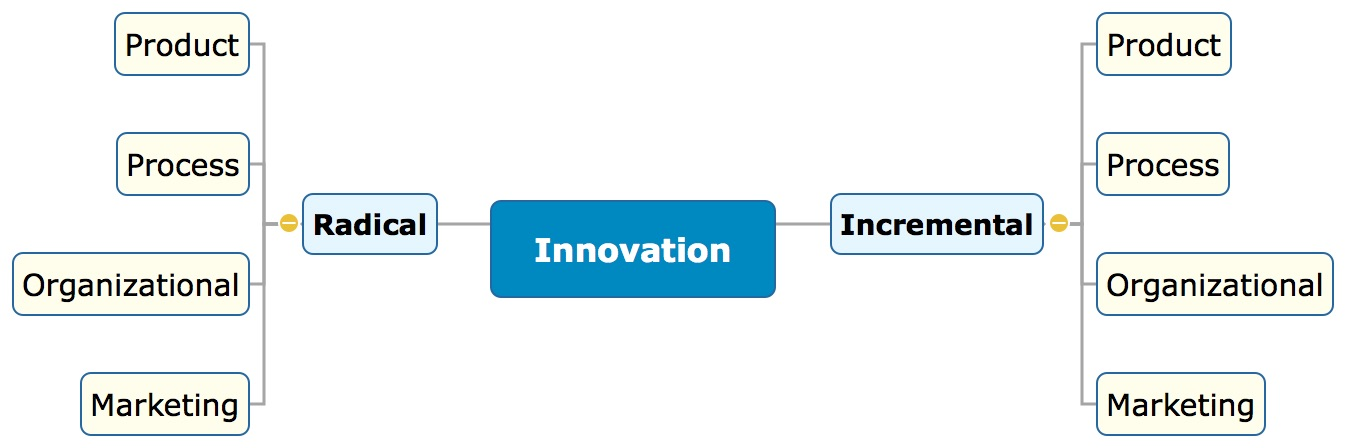 Product
Process
Organizational
Marketing
Radical
Innovation
Incremental
Product
Process
Organizational
Marketing